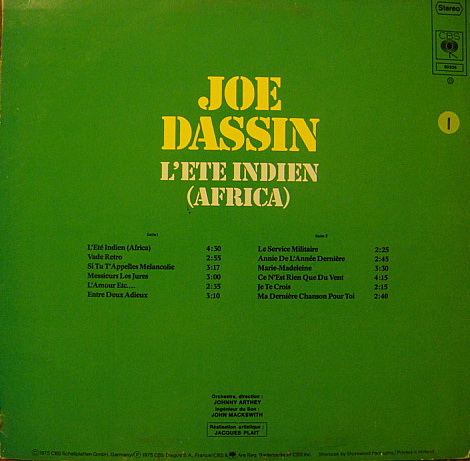 Stereo
CBS
JOE
DASSIN
L'ETE INDIEN
(AFRICA)
L'Eté Indien (Africa) 4:30
Vade Retro 2:55
Si Tu T'Appelles Melancolie 3:17
Messieurs Les Jures 3:00
L'Amour Etc.... 2:35
Entre Deux Adieux 3:10
Le Service Militaire 2:25
Annie De L'Année Dernière 2:45
Marie-Madeleine 3:30
Ce N'Est Rien Que Du Vent 4:15
Je Te Crois 2:15
Ma Dernière Chanson Pour Toi 2:40
Orchestre, direction :
JOHNNY ARTHEY
Ingénieur du Son :
JOHN MACKSWITH
Réalisation artistique :
JACQUES PLAIT